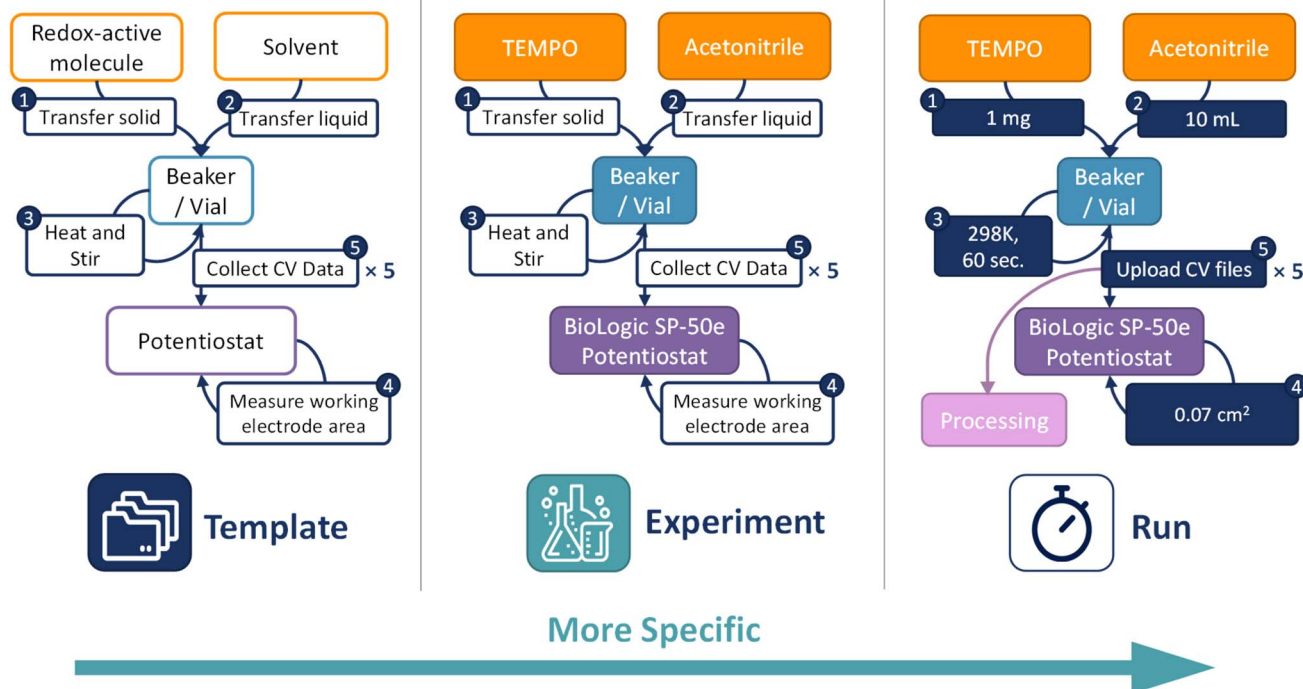 Redox-active
molecule
Solvent
1
Transfer solid
2
Transfer liquid
Beaker
/ Vial
3
Heat and
Stir
5
Collect CV Data
× 5
Potentiostat
4
Measure working
electrode area
Template
TEMPO
Acetonitrile
1
Transfer solid
2
Transfer liquid
Beaker
/ Vial
3
Heat and
Stir
5
Collect CV Data
× 5
BioLogic SP-50e
Potentiostat
4
Measure working
electrode area
Experiment
TEMPO
Acetonitrile
1
1 mg
2
10 mL
Beaker
/ Vial
3
298K,
60 sec.
5
Upload CV files
× 5
BioLogic SP-50e
Potentiostat
4
0.07 cm²
Processing
Run
More Specific